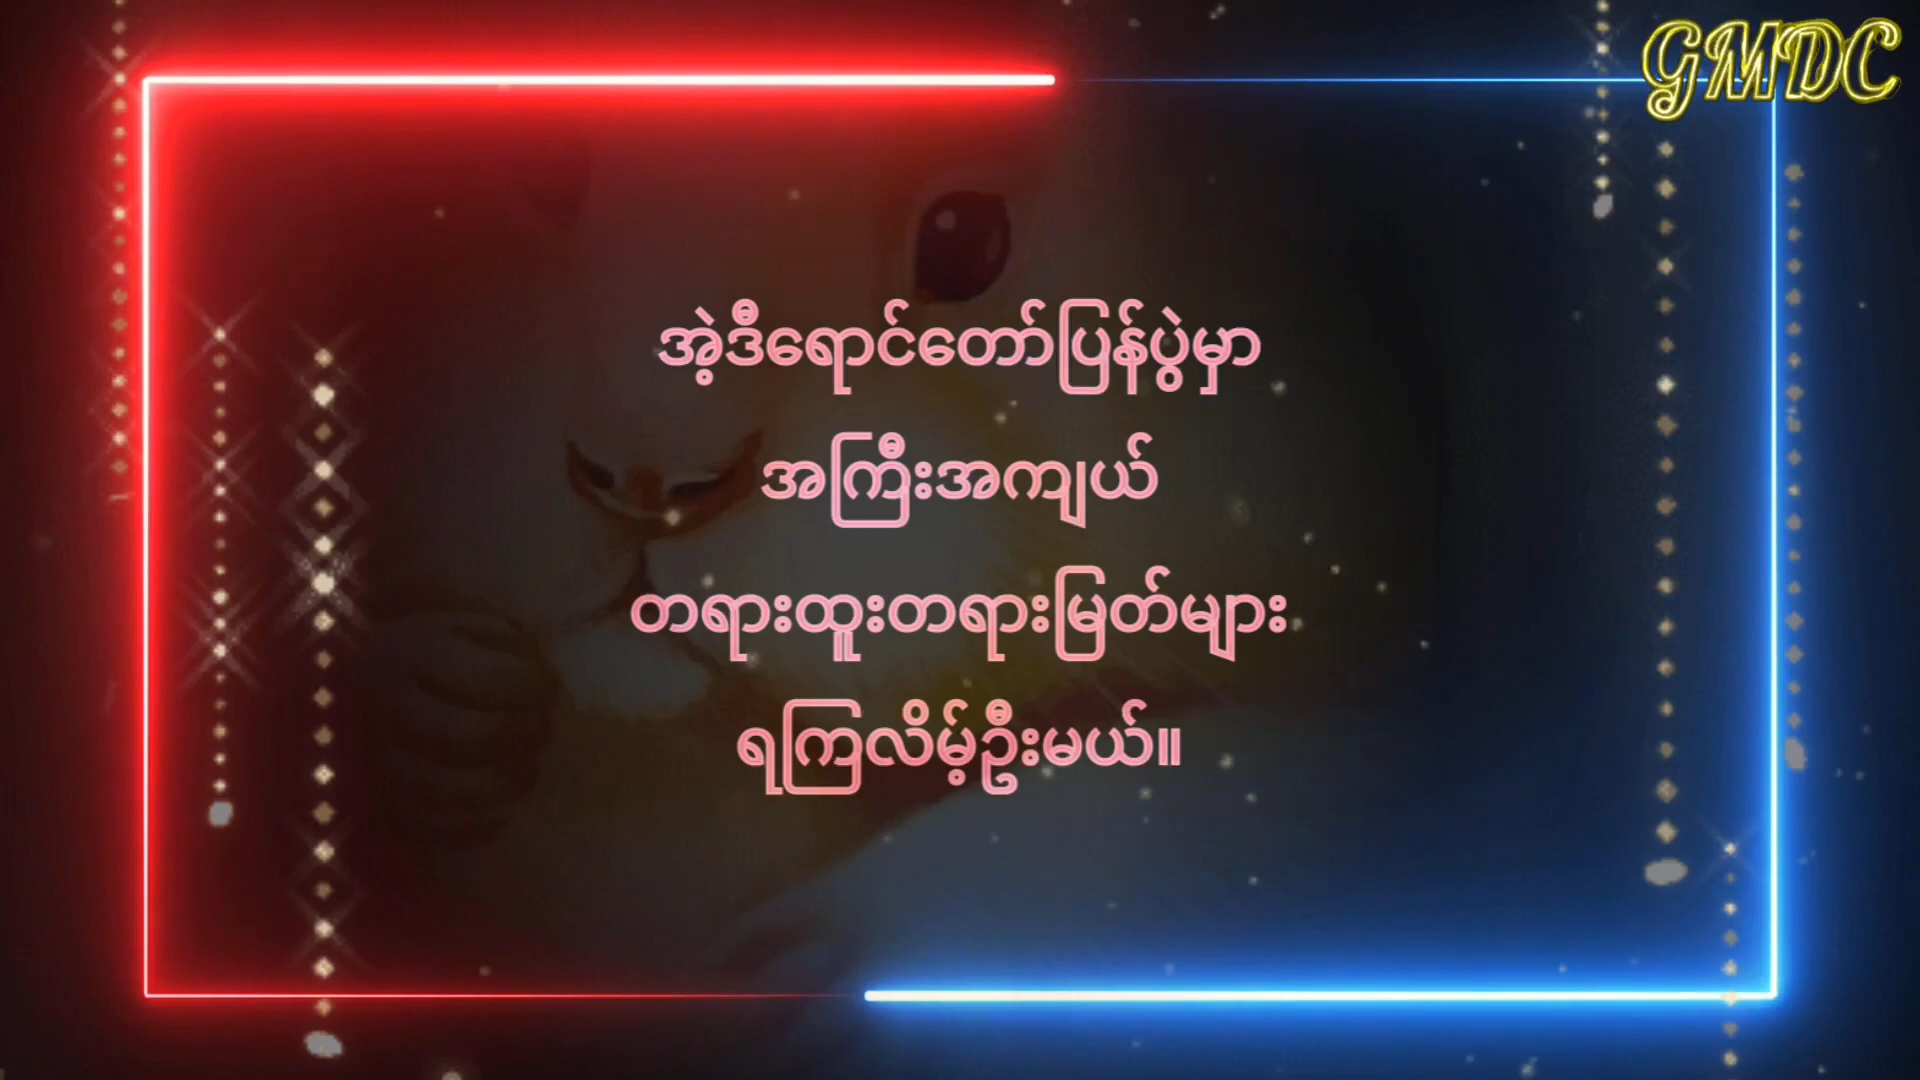 GMDC
အဲ့ဒီရောင်တော်ပြန်ပွဲမှာ
အကြီးအကျယ်
တရားထူးတရားမြတ်များ
ရကြလိမ့်ဦးမယ်။